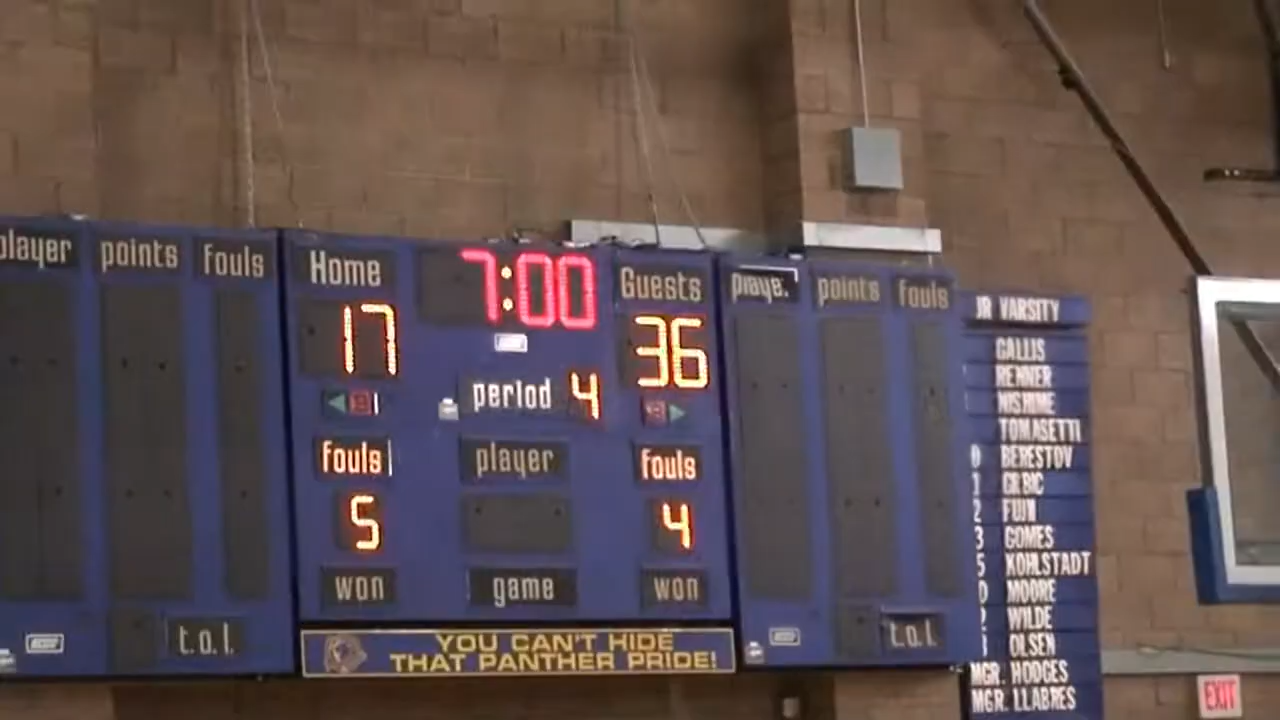 player points fouls
Home 7:00 Guests
17 36
period 4
fouls player fouls
5 4
won game won
t.o.l.
YOU CAN'T HIDE
THAT PANTHER PRIDE!
player points fouls
t.o.l.
JR VARSITY
GALLIS
RENNER
NISHIME
TOMASETTI
0 BERESTOV
1 GRBIC
2 FUJII
3 GOMES
5 KOHLSTADT
MOORE
WILDE
OLSEN
MGR. HODGES
MGR. LLABRES
EXIT